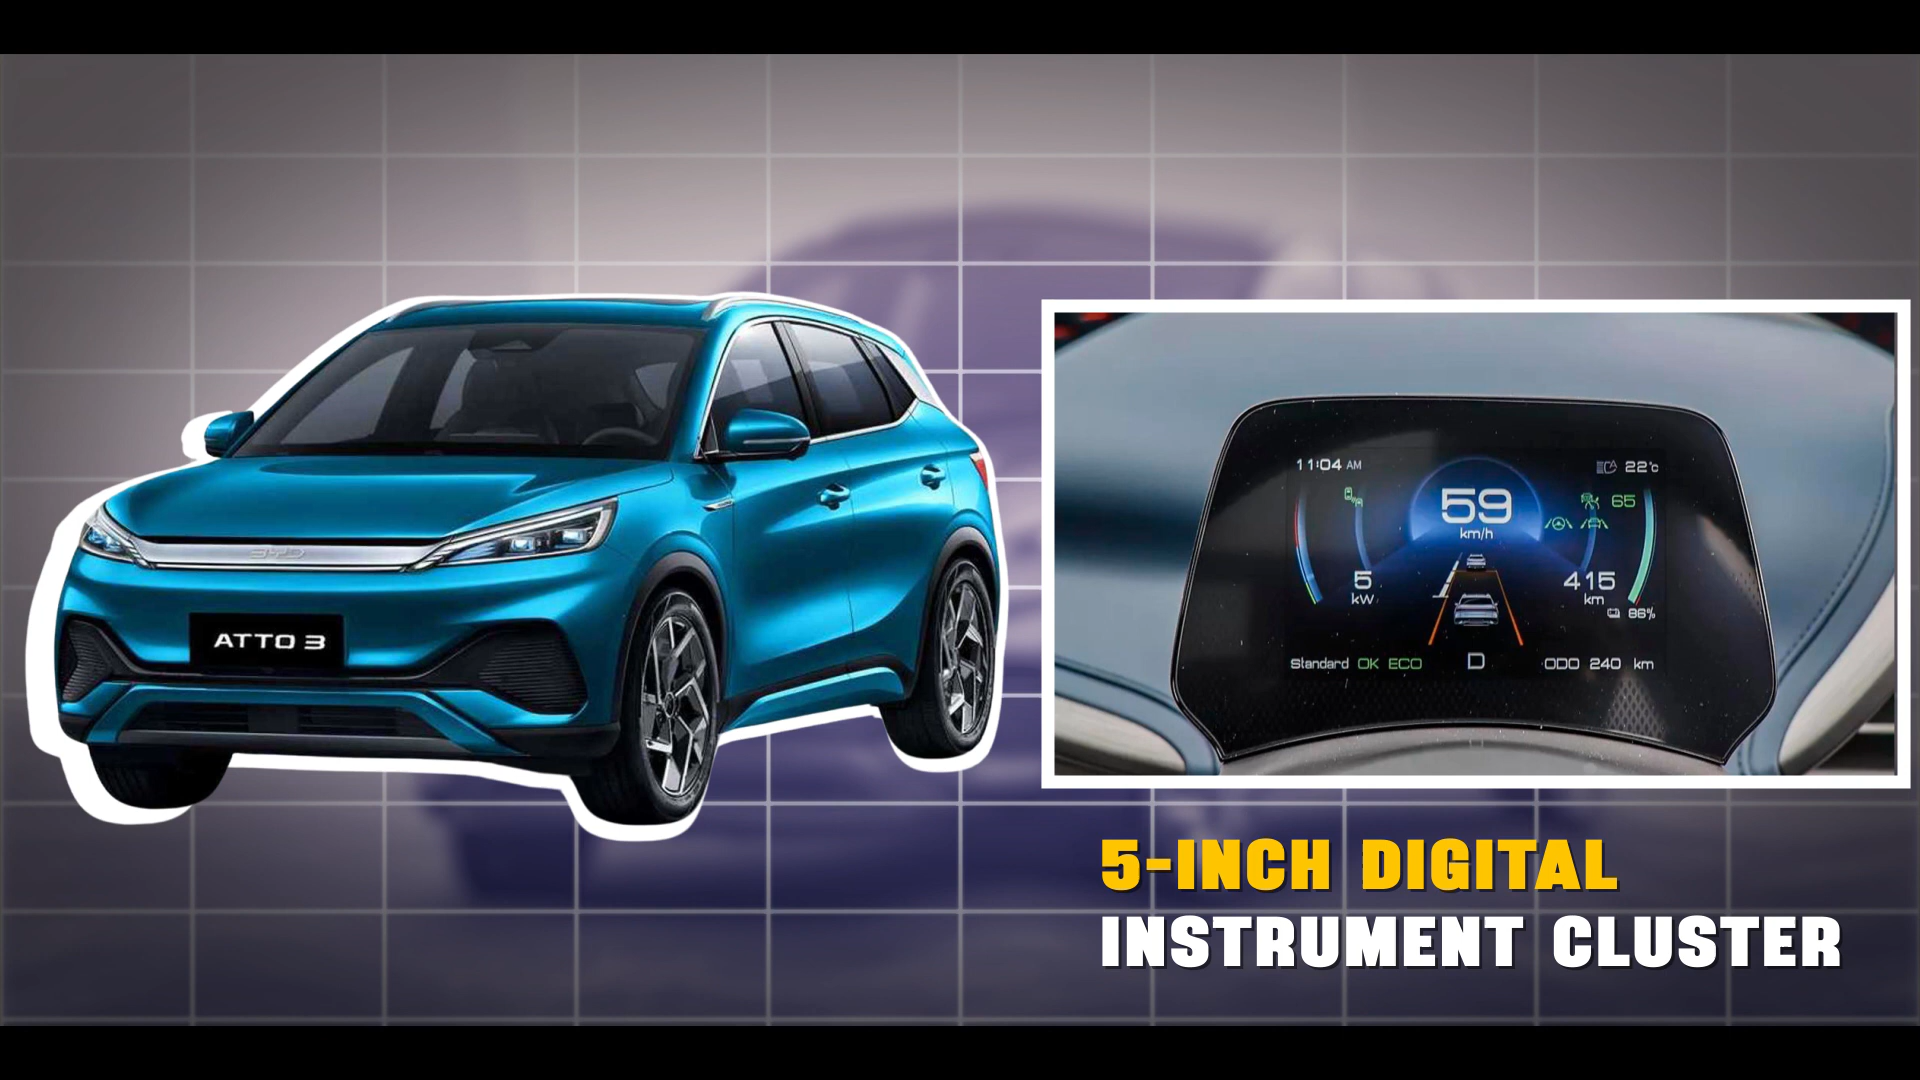 BYD
ATTO 3
11:04 AM
22°c
59
km/h
65
5
kW
415
km
86%
Standard OK ECO
D
ODO 240 km
5-INCH DIGITAL
INSTRUMENT CLUSTER